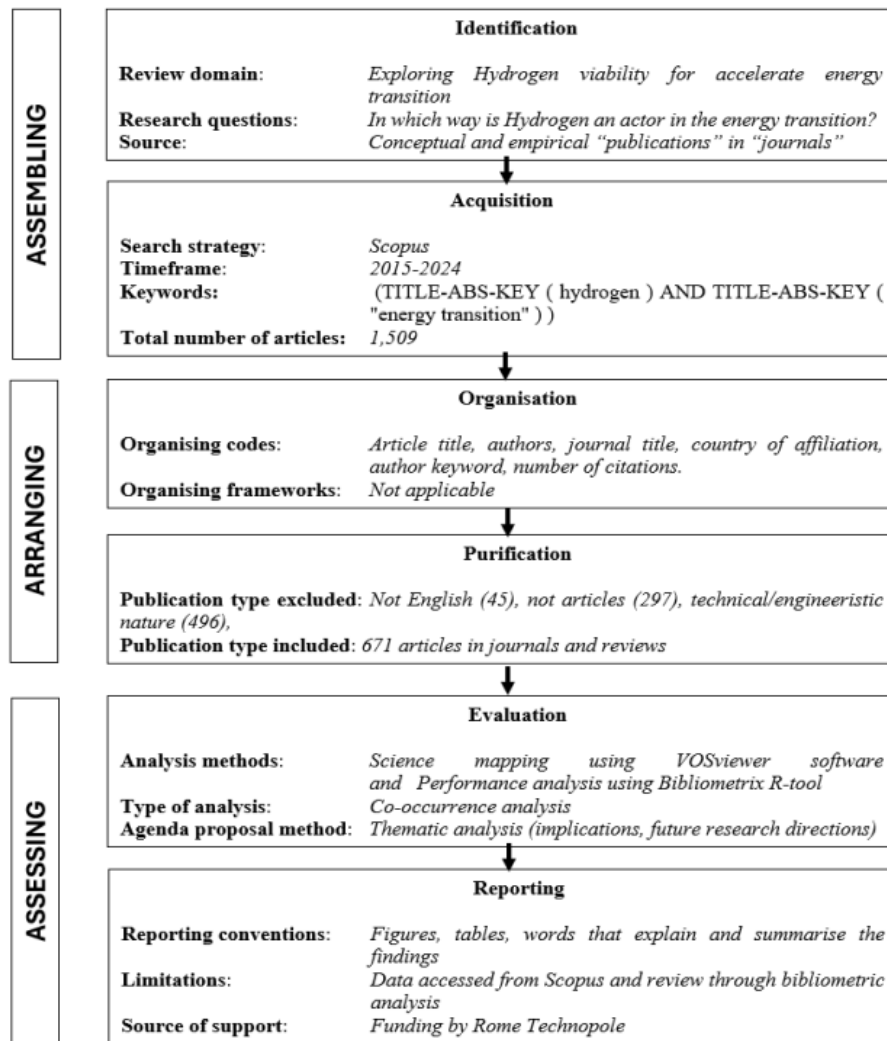 ASSEMBLING
Identification
Review domain: Exploring Hydrogen viability for accelerate energy
transition
Research questions: In which way is Hydrogen an actor in the energy transition?
Source: Conceptual and empirical “publications” in “journals”
Acquisition
Search strategy: Scopus
Timeframe: 2015-2024
Keywords: (TITLE-ABS-KEY ( hydrogen ) AND TITLE-ABS-KEY (
"energy transition" ) )
Total number of articles: 1,509
ARRANGING
Organisation
Organising codes: Article title, authors, journal title, country of affiliation,
author keyword, number of citations.
Organising frameworks: Not applicable
Purification
Publication type excluded: Not English (45), not articles (297), technical/engineeristic
nature (496),
Publication type included: 671 articles in journals and reviews
ASSESSING
Evaluation
Analysis methods: Science mapping using VOSviewer software
and Performance analysis using Bibliometrix R-tool
Type of analysis: Co-occurrence analysis
Agenda proposal method: Thematic analysis (implications, future research directions)
Reporting
Reporting conventions: Figures, tables, words that explain and summarise the
findings
Limitations: Data accessed from Scopus and review through bibliometric
analysis
Source of support: Funding by Rome Technopole